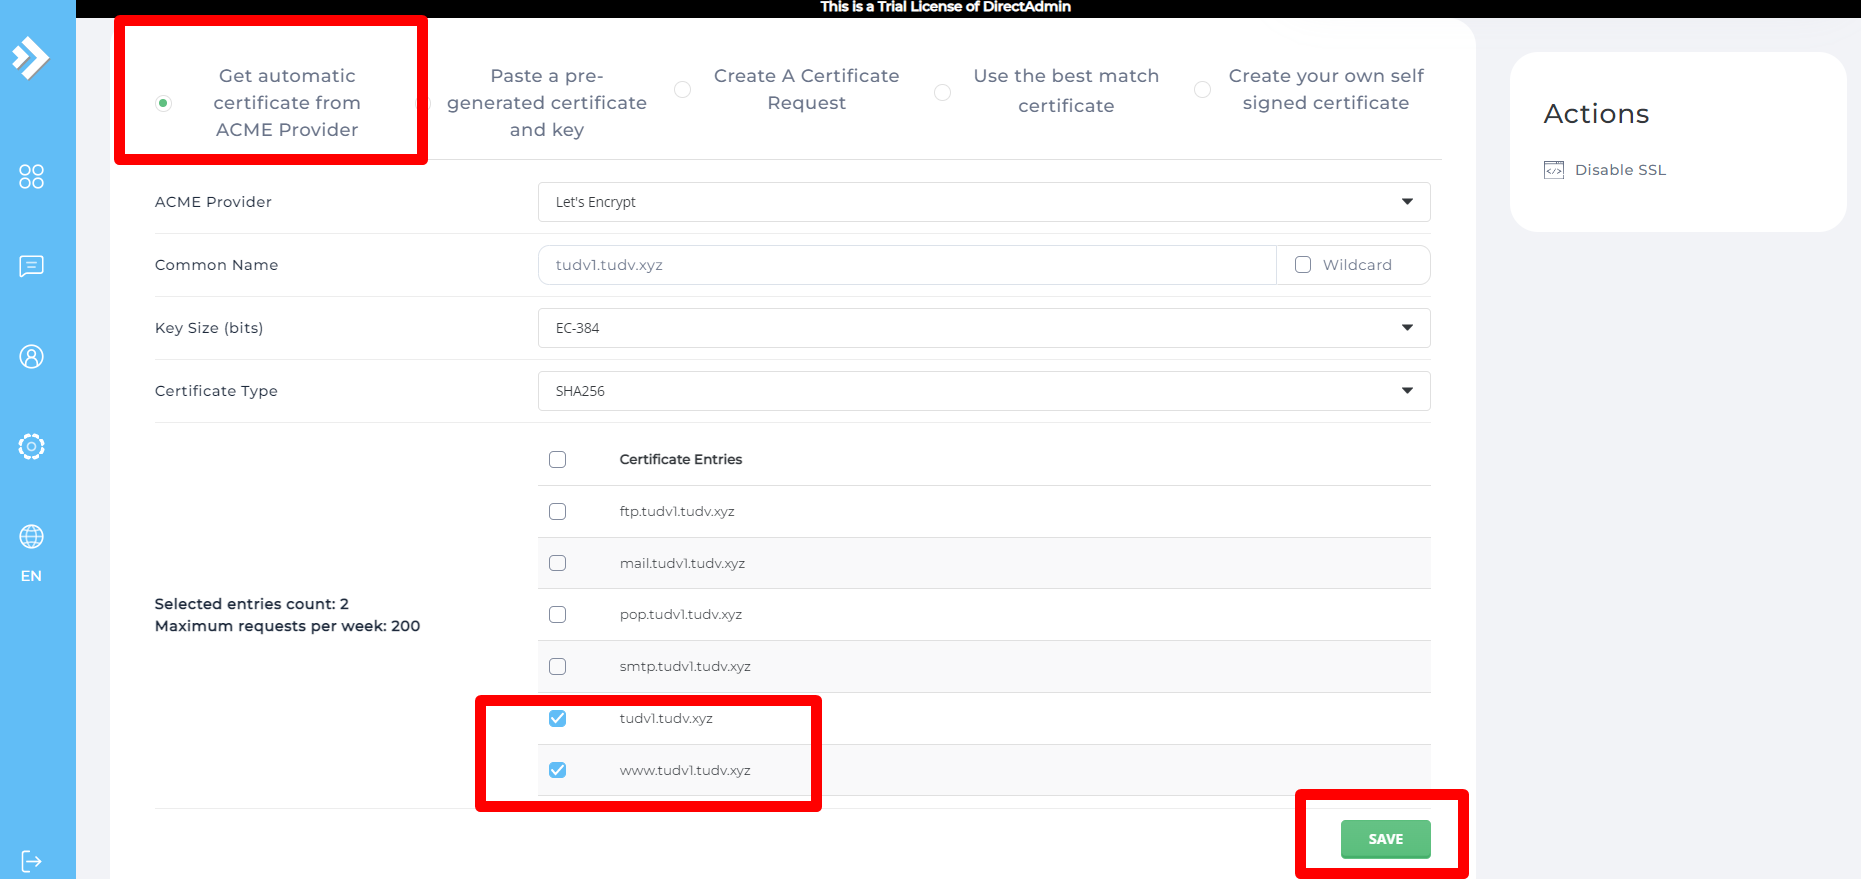 This is a Trial License of DirectAdmin
Get automatic
certificate from
ACME Provider
Paste a pre-
generated certificate
and key
Create A Certificate
Request
Use the best match
certificate
Create your own self
signed certificate
Actions
Disable SSL
ACME Provider
Let's Encrypt
Common Name
tudv1.tudv.xyz
Wildcard
Key Size (bits)
EC-384
Certificate Type
SHA256
Certificate Entries
ftp.tudv1.tudv.xyz
mail.tudv1.tudv.xyz
pop.tudv1.tudv.xyz
smtp.tudv1.tudv.xyz
tudv1.tudv.xyz
www.tudv1.tudv.xyz
Selected entries count: 2
Maximum requests per week: 200
EN
SAVE